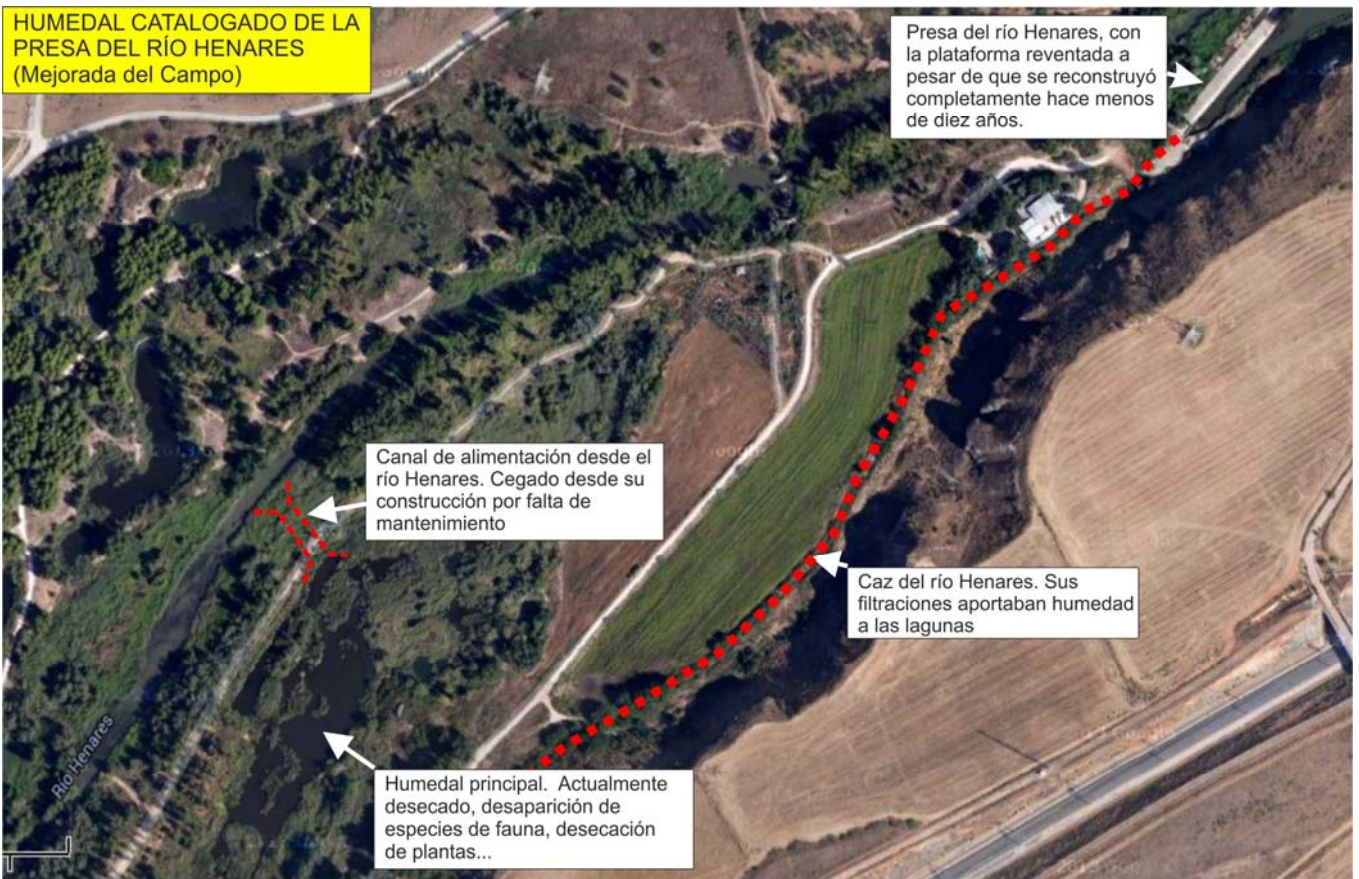 HUMEDAL CATALOGADO DE LA
PRESA DEL RÍO HENARES
(Mejorada del Campo)
Presa del río Henares, con
la plataforma reventada a
pesar de que se reconstruyó
completamente hace menos
de diez años.
Canal de alimentación desde el
río Henares. Cegado desde su
construcción por falta de
mantenimiento
Caz del río Henares. Sus
filtraciones aportaban humedad
a las lagunas
Río Henares
Humedal principal. Actualmente
desecado, desaparición de
especies de fauna, desecación
de plantas...